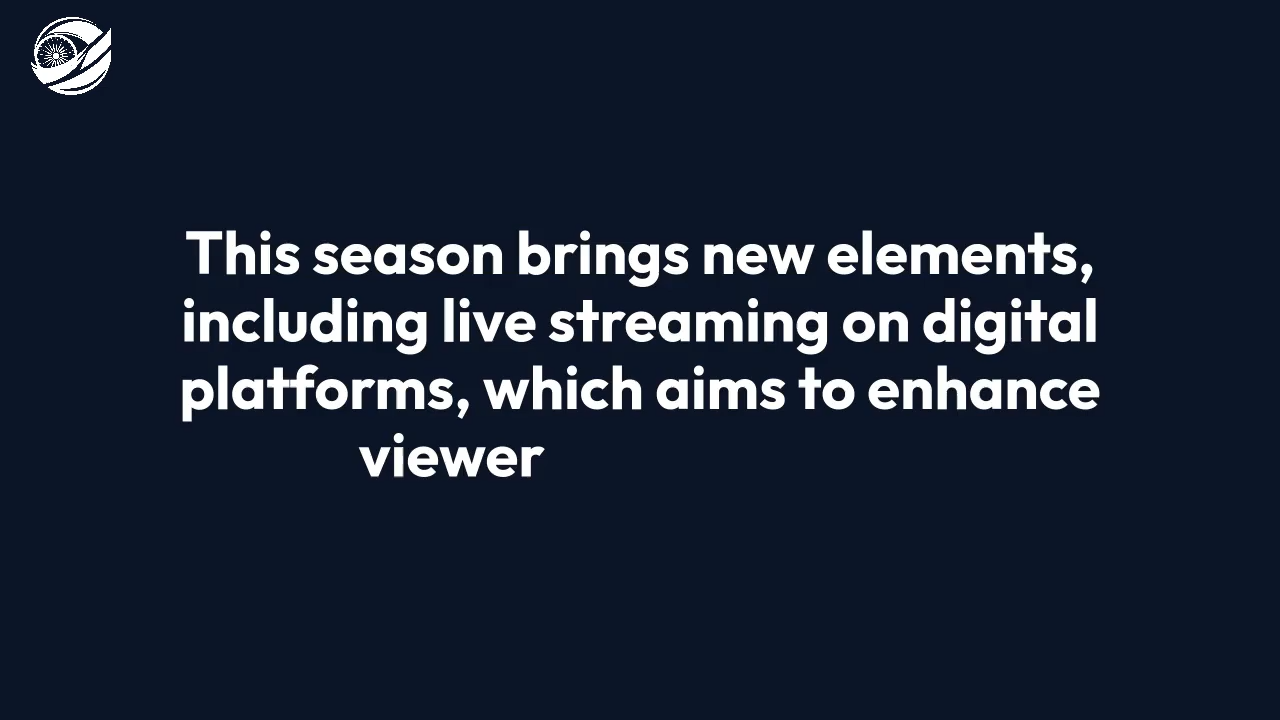 This season brings new elements,
including live streaming on digital
platforms, which aims to enhance
viewer